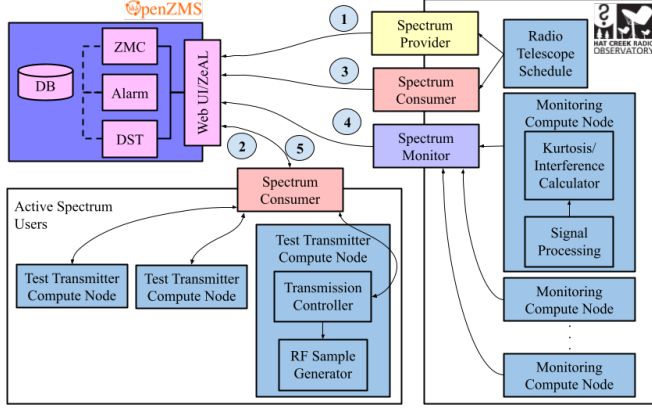 OpenZMS
ZMC
DB
Alarm
DST
Web UI/ZeAL
1
3
4
2
5
Spectrum
Provider
Spectrum
Consumer
Spectrum
Monitor
Radio
Telescope
Schedule
HAT CREEK RADIO
OBSERVATORY
Monitoring
Compute Node
Kurtosis/
Interference
Calculator
Signal
Processing
Monitoring
Compute Node
Monitoring
Compute Node
Active Spectrum
Users
Spectrum
Consumer
Test Transmitter
Compute Node
Test Transmitter
Compute Node
Test Transmitter
Compute Node
Transmission
Controller
RF Sample
Generator